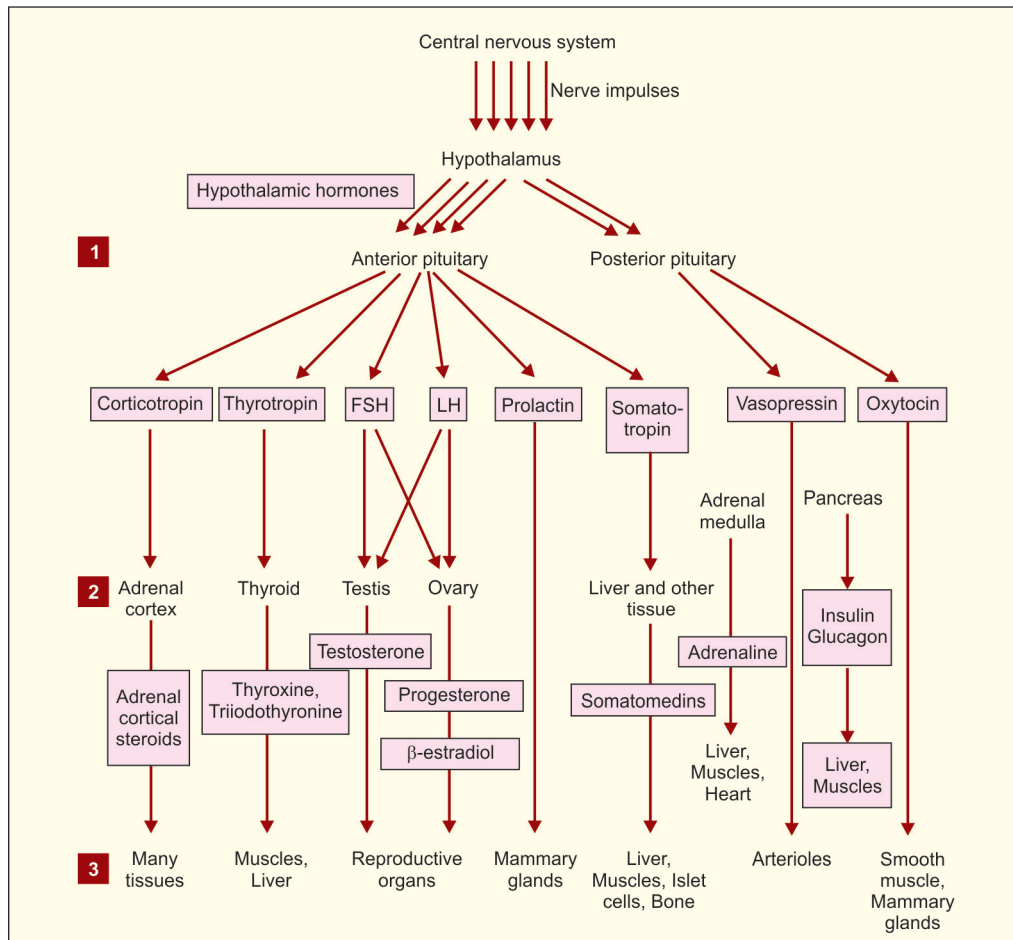 Central nervous system
Nerve impulses
Hypothalamus
Hypothalamic hormones
1
Anterior pituitary
Posterior pituitary
Corticotropin
Thyrotropin
FSH
LH
Prolactin
Somato-
tropin
Vasopressin
Oxytocin
Adrenal
medulla
Pancreas
2
Adrenal
cortex
Thyroid
Testis
Ovary
Liver and other
tissue
Insulin
Glucagon
Testosterone
Adrenaline
Adrenal
cortical
steroids
Thyroxine,
Triiodothyronine
Progesterone
Somatomedins
β-estradiol
Liver,
Muscles,
Heart
Liver,
Muscles
3
Many
tissues
Muscles,
Liver
Reproductive
organs
Mammary
glands
Liver,
Muscles, Islet
cells, Bone
Arterioles
Smooth
muscle,
Mammary
glands